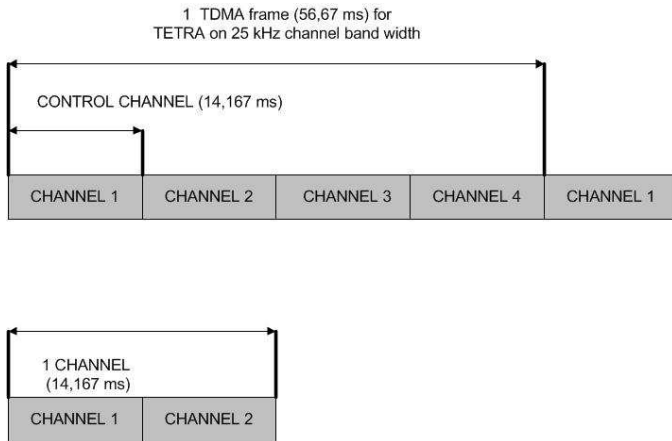 1 TDMA frame (56,67 ms) for
TETRA on 25 kHz channel band width
CONTROL CHANNEL (14,167 ms)
CHANNEL 1 CHANNEL 2 CHANNEL 3 CHANNEL 4 CHANNEL 1
1 CHANNEL
(14,167 ms)
CHANNEL 1 CHANNEL 2